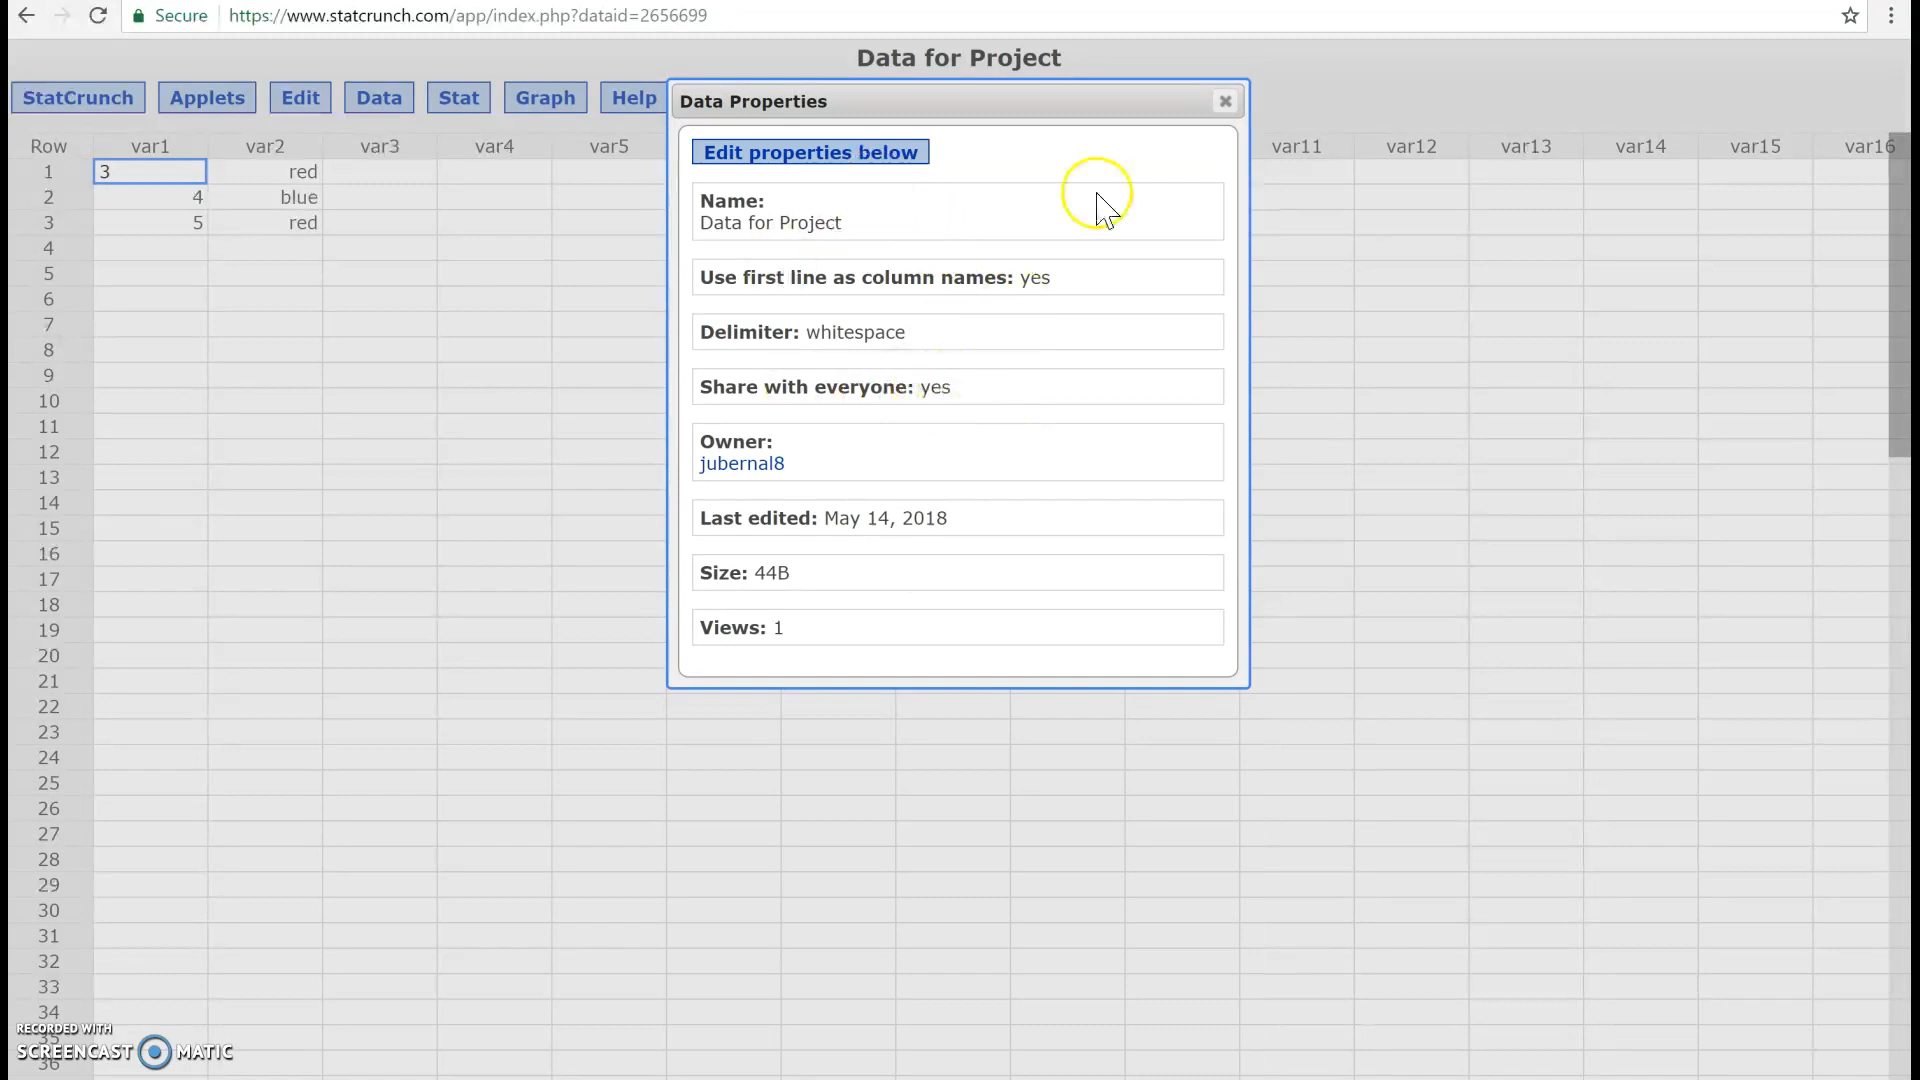 Secure https://www.statcrunch.com/app/index.php?dataid=2656699
Data for Project
StatCrunch Applets Edit Data Stat Graph Help
Data Properties
Edit properties below
Name:
Data for Project
Use first line as column names: yes
Delimiter: whitespace
Share with everyone: yes
Owner:
jubernal8
Last edited: May 14, 2018
Size: 44B
Views: 1
Row var1 var2 var3 var4 var5 var11 var12 var13 var14 var15 var16
1 3 red
2 4 blue
3 5 red
4
5
6
7
8
9
10
11
12
13
14
15
16
17
18
19
20
21
22
23
24
25
26
27
28
29
30
31
32
33
34
35
36
RECORDED WITH
SCREENCAST MATIC